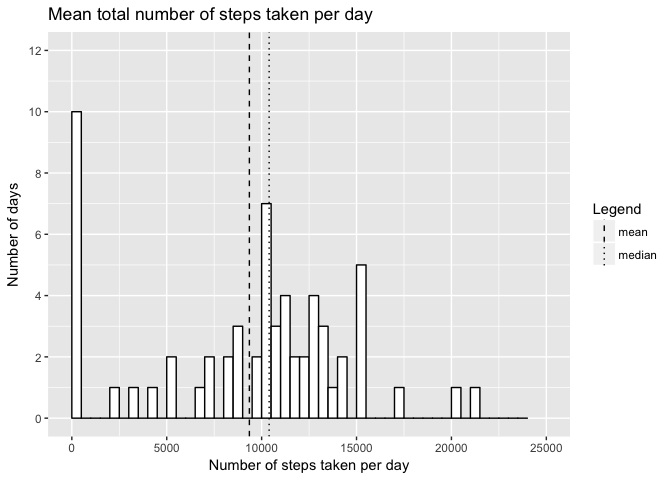 Mean total number of steps taken per day
12
10
8
6
4
2
0
Number of days
0 5000 10000 15000 20000 25000
Number of steps taken per day
Legend
mean
median